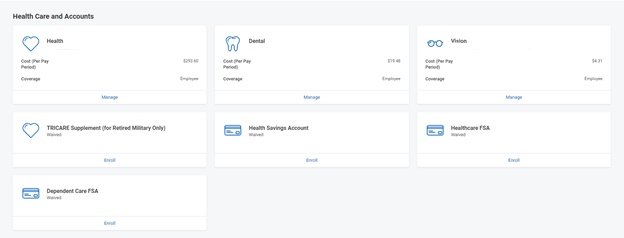 Health Care and Accounts
Health
Cost (Per Pay
Period)
Coverage
Employee
Manage
Dental
Cost (Per Pay
Period)
$19.48
Coverage
Employee
Manage
Vision
Cost (Per Pay
Period)
$4.31
Coverage
Employee
Manage
TRICARE Supplement (for Retired Military Only)
Waived
Enroll
Health Savings Account
Waived
Enroll
Healthcare FSA
Waived
Enroll
Dependent Care FSA
Waived
Enroll